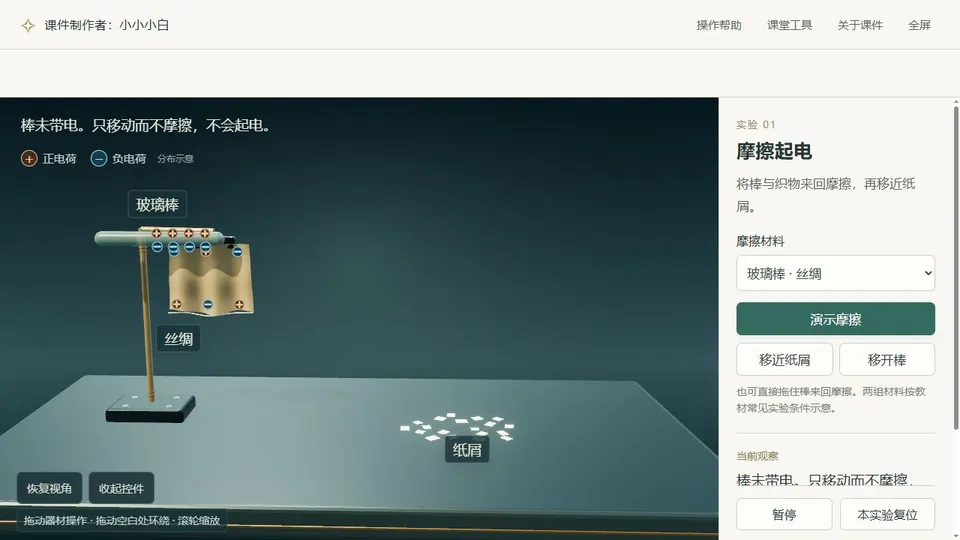 课件制作者：小小小白
操作帮助
课堂工具
关于课件
全屏
棒未带电。只移动而不摩擦，不会起电。
正电荷
负电荷
分布示意
玻璃棒
丝绸
纸屑
恢复视角
收起控件
拖动器材操作·拖动空白处环绕·滚轮缩放
实验 01
摩擦起电
将棒与织物来回摩擦，再移近纸
屑。
摩擦材料
玻璃棒 · 丝绸
演示摩擦
移近纸屑
移开棒
也可直接拖住棒来回摩擦。两组材料按教
材常见实验条件示意。
当前观察
棒未带电。只移动而不摩擦，
暂停
本实验复位